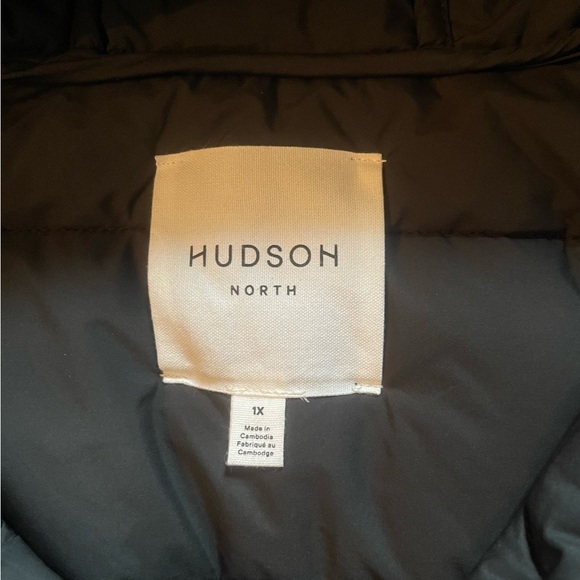 HUDSON
NORTH
1X
Made in
Cambodia
Fabriqué au
Cambodge